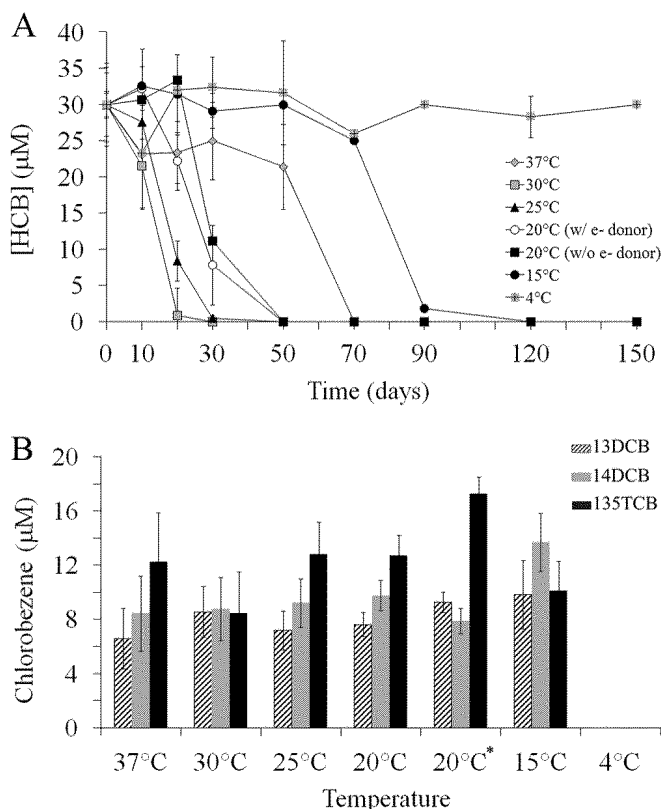 A
40
35
30
25
20
15
10
5
0
[HCB] (µM)
37°C
30°C
25°C
20°C (w/ e- donor)
20°C (w/o e- donor)
15°C
4°C
0 10 30 50 70 90 120 150
Time (days)
B
20
16
12
8
4
0
Chlorobezene (µM)
13DCB
14DCB
135TCB
37°C 30°C 25°C 20°C 20°C* 15°C 4°C
Temperature